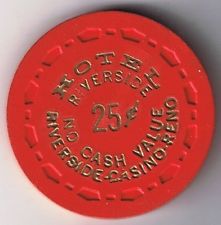 HOTEL
RIVERSIDE
25¢
NO CASH VALUE
RIVERSIDE-CASINO-RENO